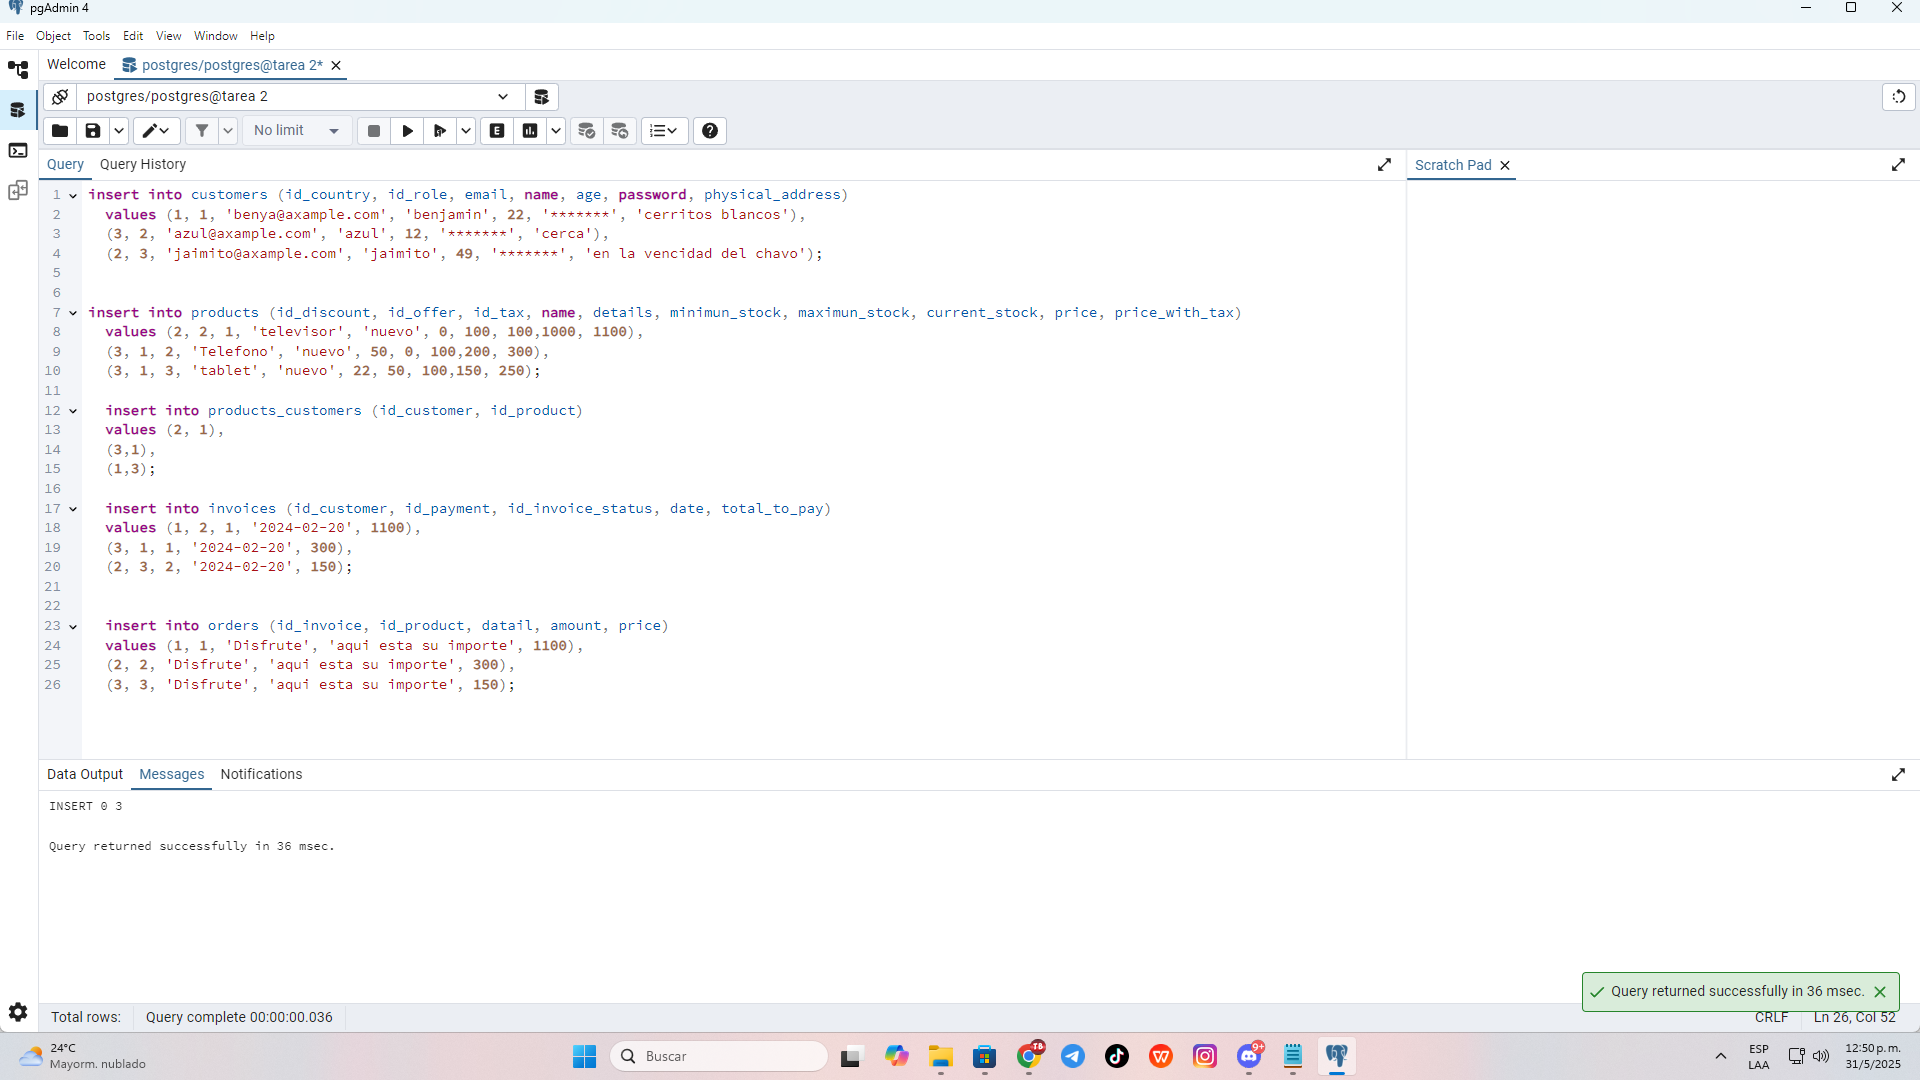 pgAdmin 4
File Object Tools Edit View Window Help
Welcome postgres/postgres@tarea 2*
postgres/postgres@tarea 2
No limit
Query Query History
Scratch Pad
1 insert into customers (id_country, id_role, email, name, age, password, physical_address)
2 values (1, 1, 'benya@axample.com', 'benjamin', 22, '*******', 'cerritos blancos'),
3 (3, 2, 'azul@axample.com', 'azul', 12, '*******', 'cerca'),
4 (2, 3, 'jaimito@axample.com', 'jaimito', 49, '*******', 'en la vencidad del chavo');
5
6
7 insert into products (id_discount, id_offer, id_tax, name, details, minimun_stock, maximun_stock, current_stock, price, price_with_tax)
8 values (2, 2, 1, 'televisor', 'nuevo', 0, 100, 100,1000, 1100),
9 (3, 1, 2, 'Telefono', 'nuevo', 50, 0, 100,200, 300),
10 (3, 1, 3, 'tablet', 'nuevo', 22, 50, 100,150, 250);
11
12 insert into products_customers (id_customer, id_product)
13 values (2, 1),
14 (3,1),
15 (1,3);
16
17 insert into invoices (id_customer, id_payment, id_invoice_status, date, total_to_pay)
18 values (1, 2, 1, '2024-02-20', 1100),
19 (3, 1, 1, '2024-02-20', 300),
20 (2, 3, 2, '2024-02-20', 150);
21
22
23 insert into orders (id_invoice, id_product, datail, amount, price)
24 values (1, 1, 'Disfrute', 'aqui esta su importe', 1100),
25 (2, 2, 'Disfrute', 'aqui esta su importe', 300),
26 (3, 3, 'Disfrute', 'aqui esta su importe', 150);
Data Output Messages Notifications
INSERT 0 3
Query returned successfully in 36 msec.
Query returned successfully in 36 msec.
Total rows: Query complete 00:00:00.036
CRLF Ln 26, Col 52
24°C
Mayorm. nublado
Buscar
TB
9+
ESP
LAA
12:50 p. m.
31/5/2025